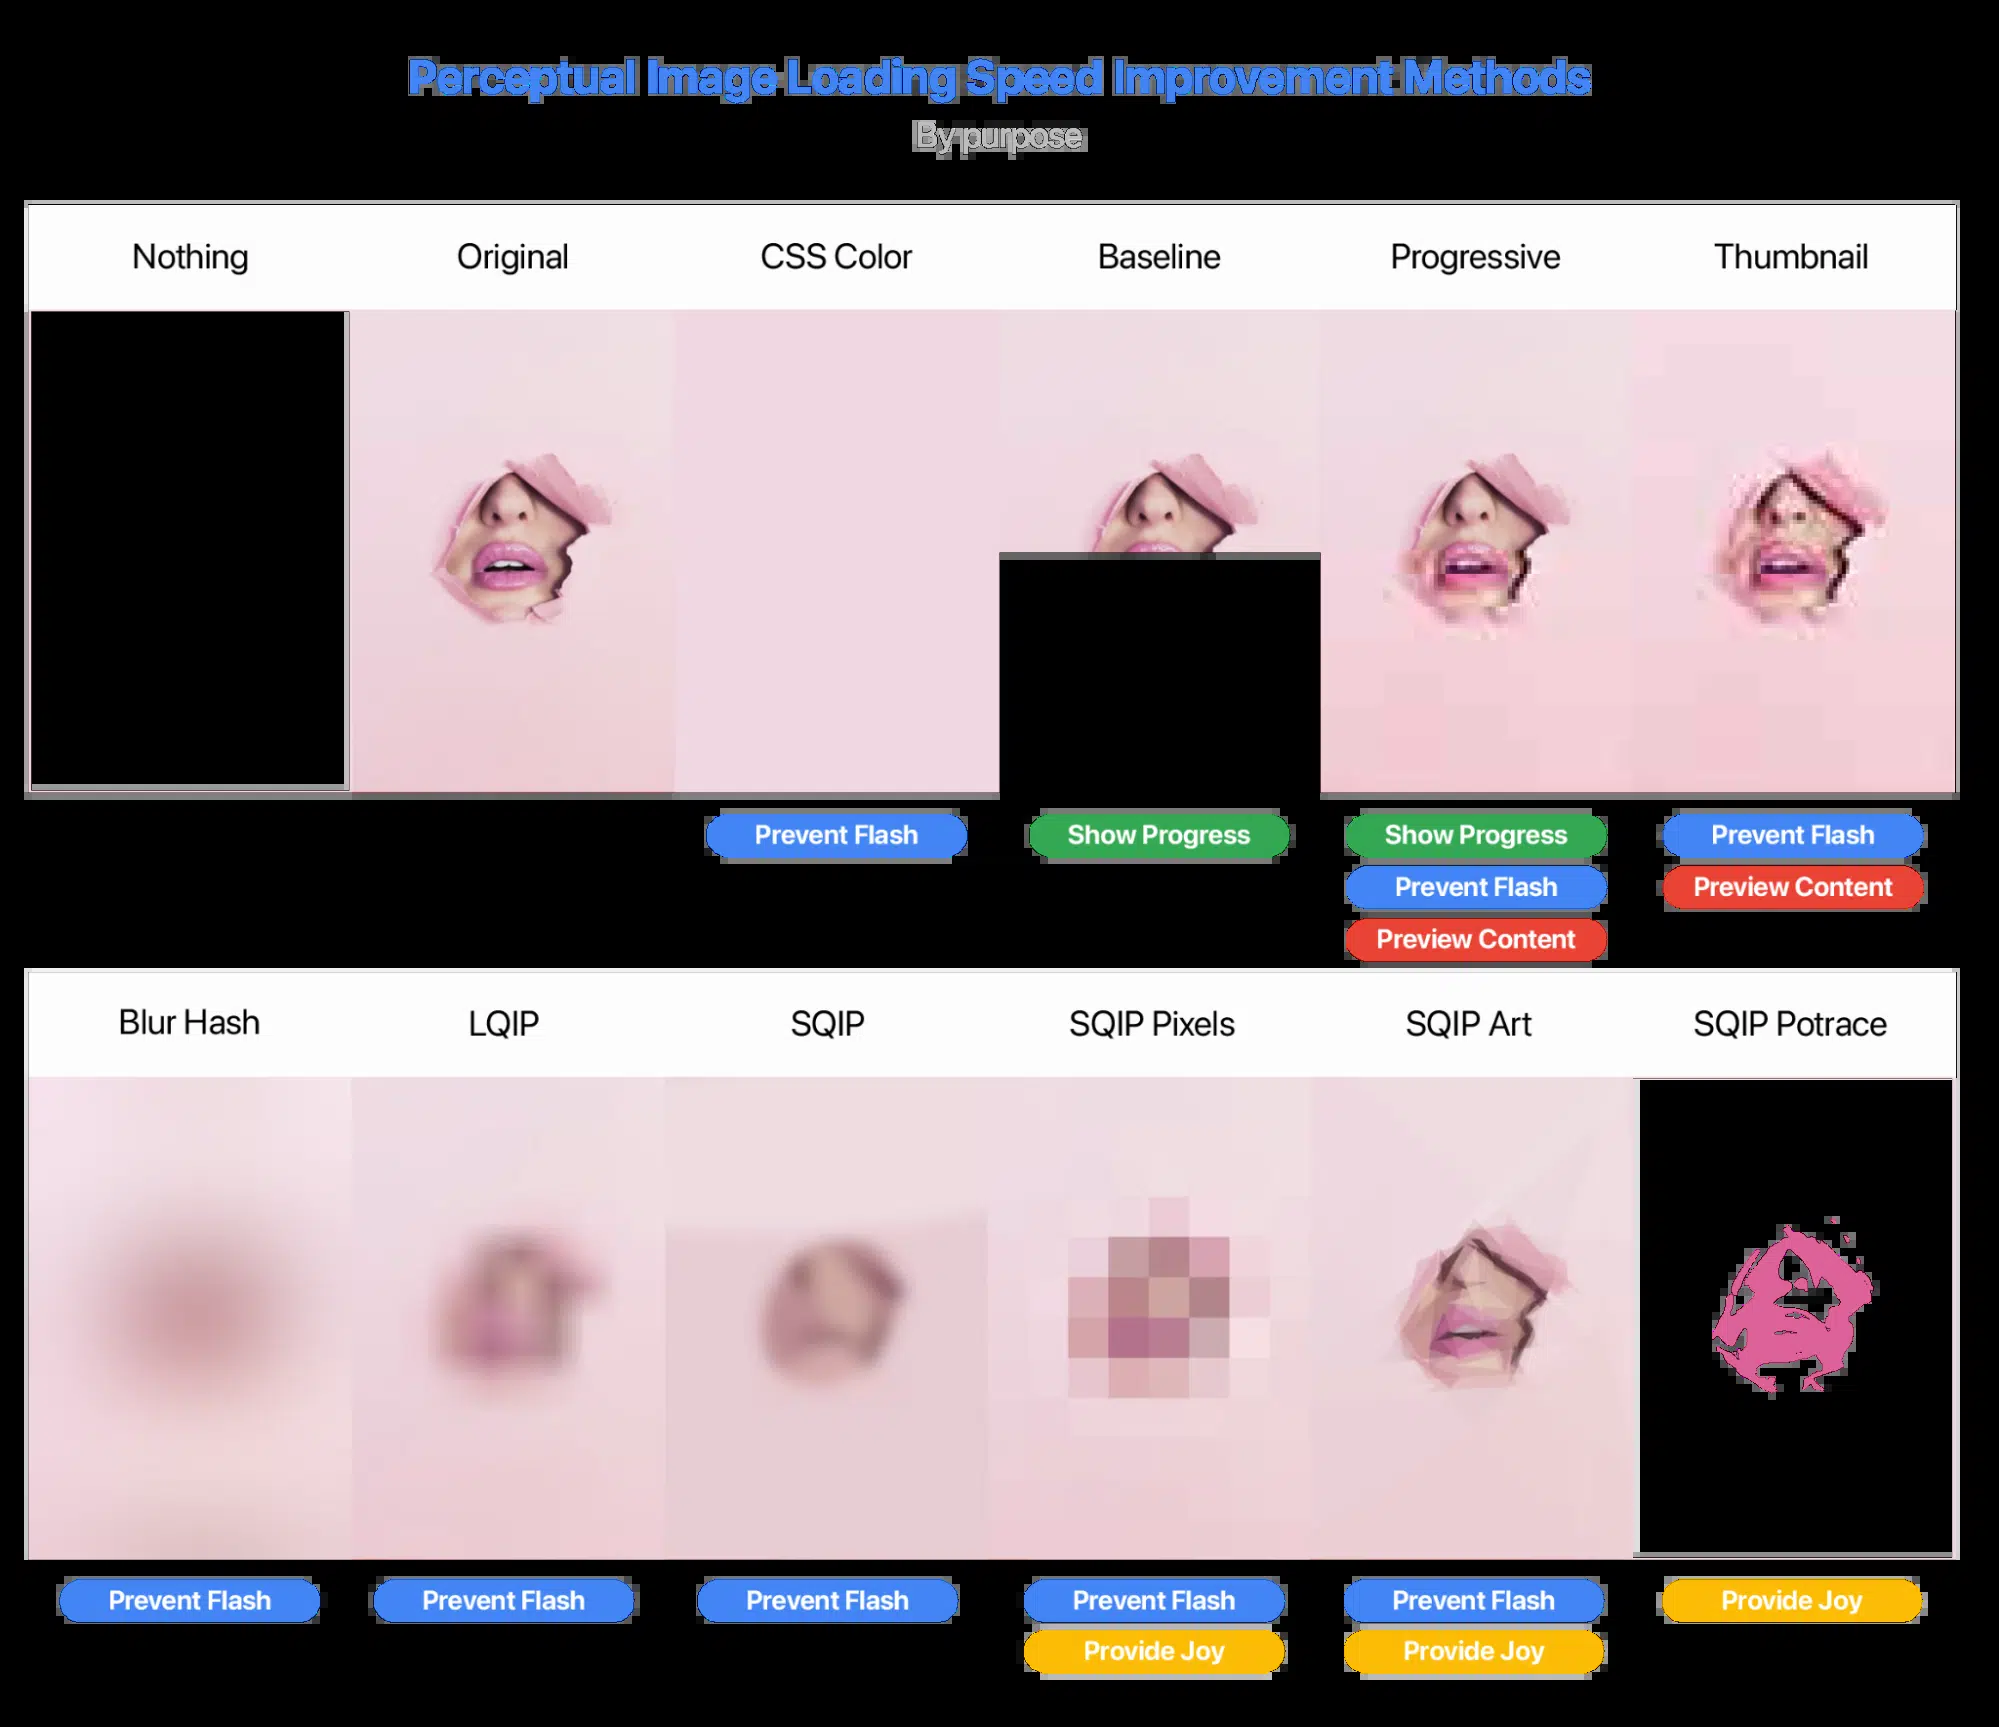 Perceptual Image Loading Speed Improvement Methods
By purpose
Nothing Original CSS Color Baseline Progressive Thumbnail
Prevent Flash Show Progress Show Progress Prevent Flash
Prevent Flash Preview Content
Preview Content
Blur Hash LQIP SQIP SQIP Pixels SQIP Art SQIP Potrace
Prevent Flash Prevent Flash Prevent Flash Prevent Flash Prevent Flash Provide Joy
Provide Joy Provide Joy